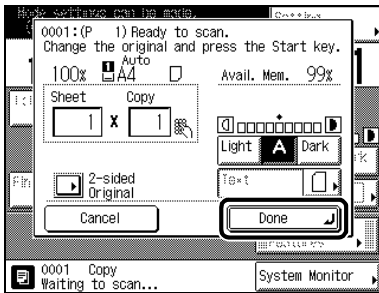 Mode settings can be made.
0001:(P   1) Ready to scan.
Change the original and press the Start key.
100% 1 Auto A4
Avail. Mem. 99%
Sheet Copy
1 X 1
Light A Dark
2-sided Original
Text
Cancel
Done
Features
0001 Copy
Waiting to scan...
System Monitor